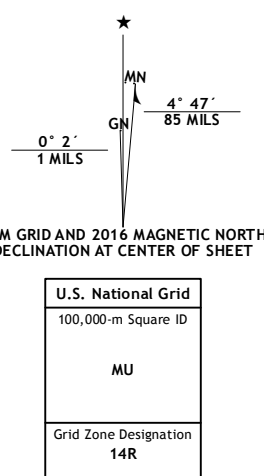 MN
4° 47´
85 MILS
GN
0° 2´
1 MILS
M GRID AND 2016 MAGNETIC NORTH
DECLINATION AT CENTER OF SHEET
U.S. National Grid
100,000-m Square ID
MU
Grid Zone Designation
14R